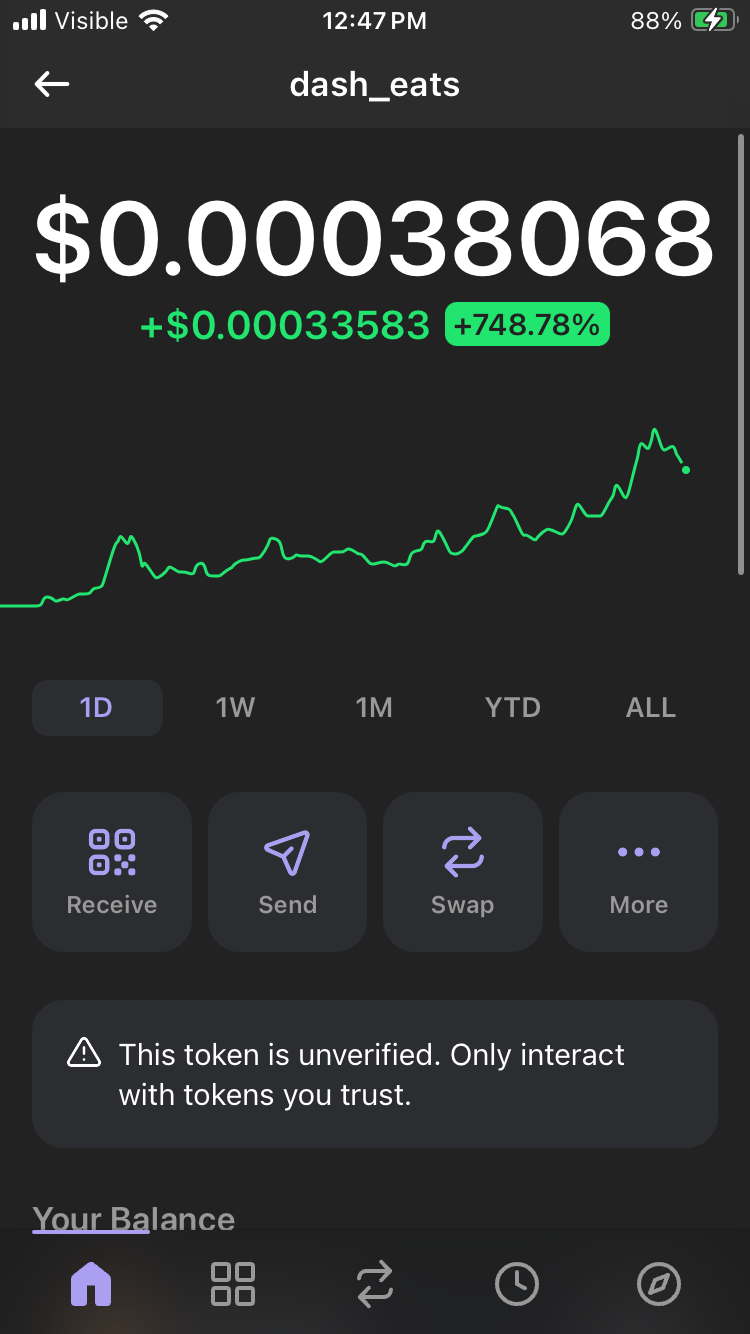 Visible 12:47 PM 88%
dash_eats
$0.00038068
+$0.00033583 +748.78%
1D 1W 1M YTD ALL
Receive Send Swap More
This token is unverified. Only interact
with tokens you trust.
Your Balance